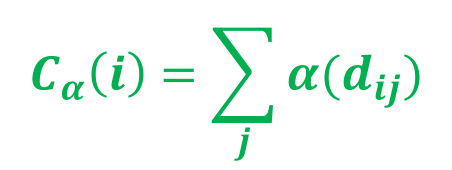 C_α(i) = ∑_j α(d_ij)